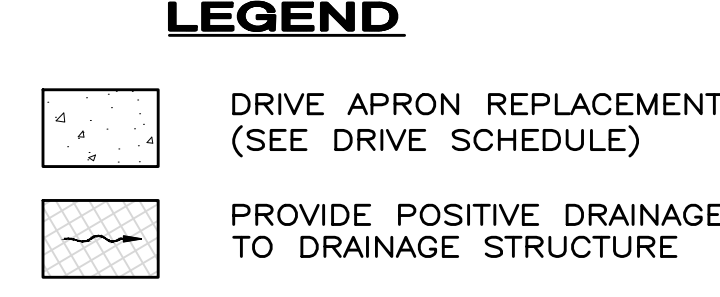 LEGEND
DRIVE APRON REPLACEMENT
(SEE DRIVE SCHEDULE)
PROVIDE POSITIVE DRAINAGE
TO DRAINAGE STRUCTURE